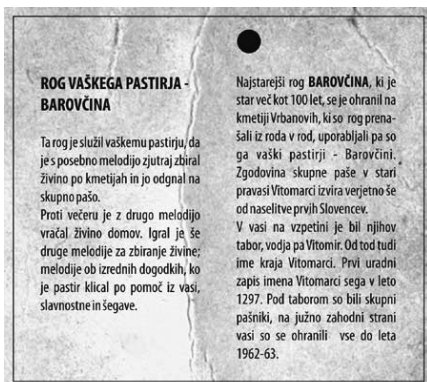 ROG VAŠKEGA PASTIRJA -
BAROVČINA
Ta rog je služil vaškemu pastirju, da
je s posebno melodijo zjutraj zbiral
živino po kmetijah in jo odgnal na
skupno pašo.
Proti večeru je z drugo melodijo
vračal živino domov. Igral je še
druge melodije za zbiranje živine;
melodije ob izrednih dogodkih, ko
je pastir klical po pomoč iz vasi,
slavnostne in šegave.
Najstarejši rog BAROVČINA, ki je
star več kot 100 let, se je ohranil na
kmetiji Vrbanovih, ki so rog prena-
šali iz roda v rod, uporabljali pa so
ga vaški pastirji - Barovčini.
Zgodovina skupne paše v stari
pravasi Vitomarci izvira verjetno še
od naselitve prvih Slovencev.
V vasi na vzpetini je bil njihov
tabor, vodja pa Vitomir. Od tod tudi
ime kraja Vitomarci. Prvi uradni
zapis imena Vitomarci sega v leto
1297. Pod taborom so bili skupni
pašniki, na južno zahodni strani
vasi so se ohranili vse do leta
1962-63.